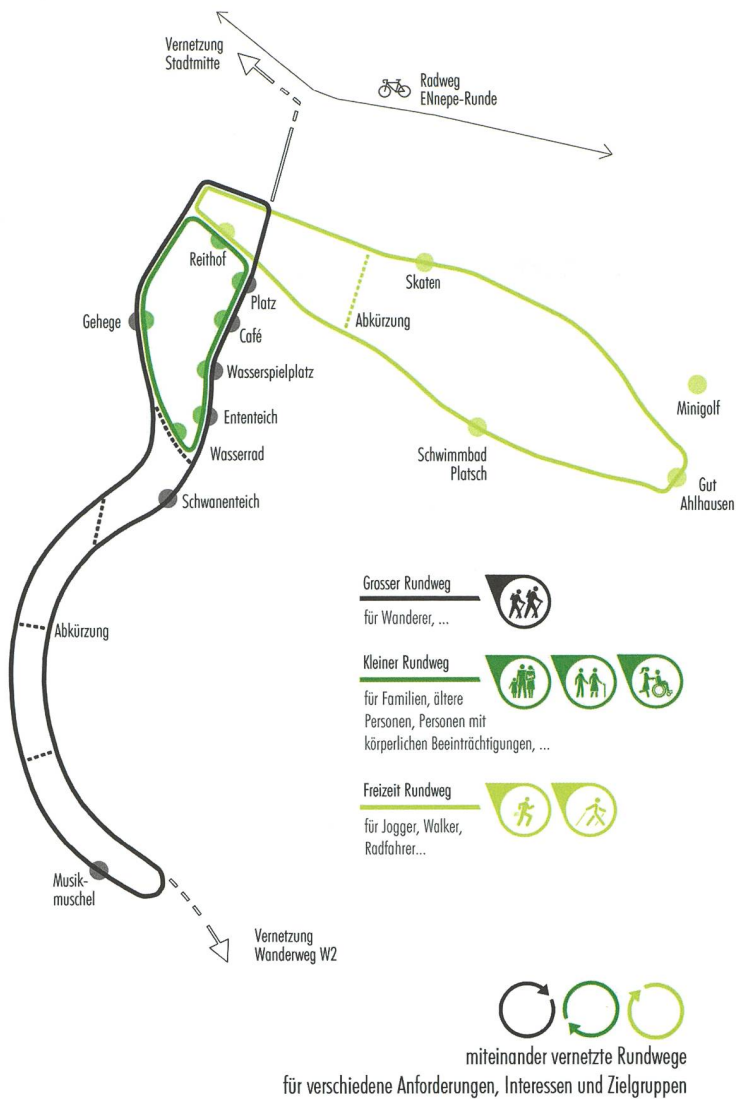 Vernetzung
Stadtmitte
Radweg
ENnepe-Runde
Reithof
Skaten
Platz
Gehege
Abkürzung
Café
Wasserspielplatz
Minigolf
Ententeich
Wasserrad
Schwimmbad
Platsch
Gut
Ahlhausen
Schwanenteich
Grosser Rundweg
für Wanderer, ...
Abkürzung
Kleiner Rundweg
für Familien, ältere
Personen, Personen mit
körperlichen Beeinträchtigungen, ...
Freizeit Rundweg
für Jogger, Walker,
Radfahrer...
Musik-
muschel
Vernetzung
Wanderweg W2
miteinander vernetzte Rundwege
für verschiedene Anforderungen, Interessen und Zielgruppen